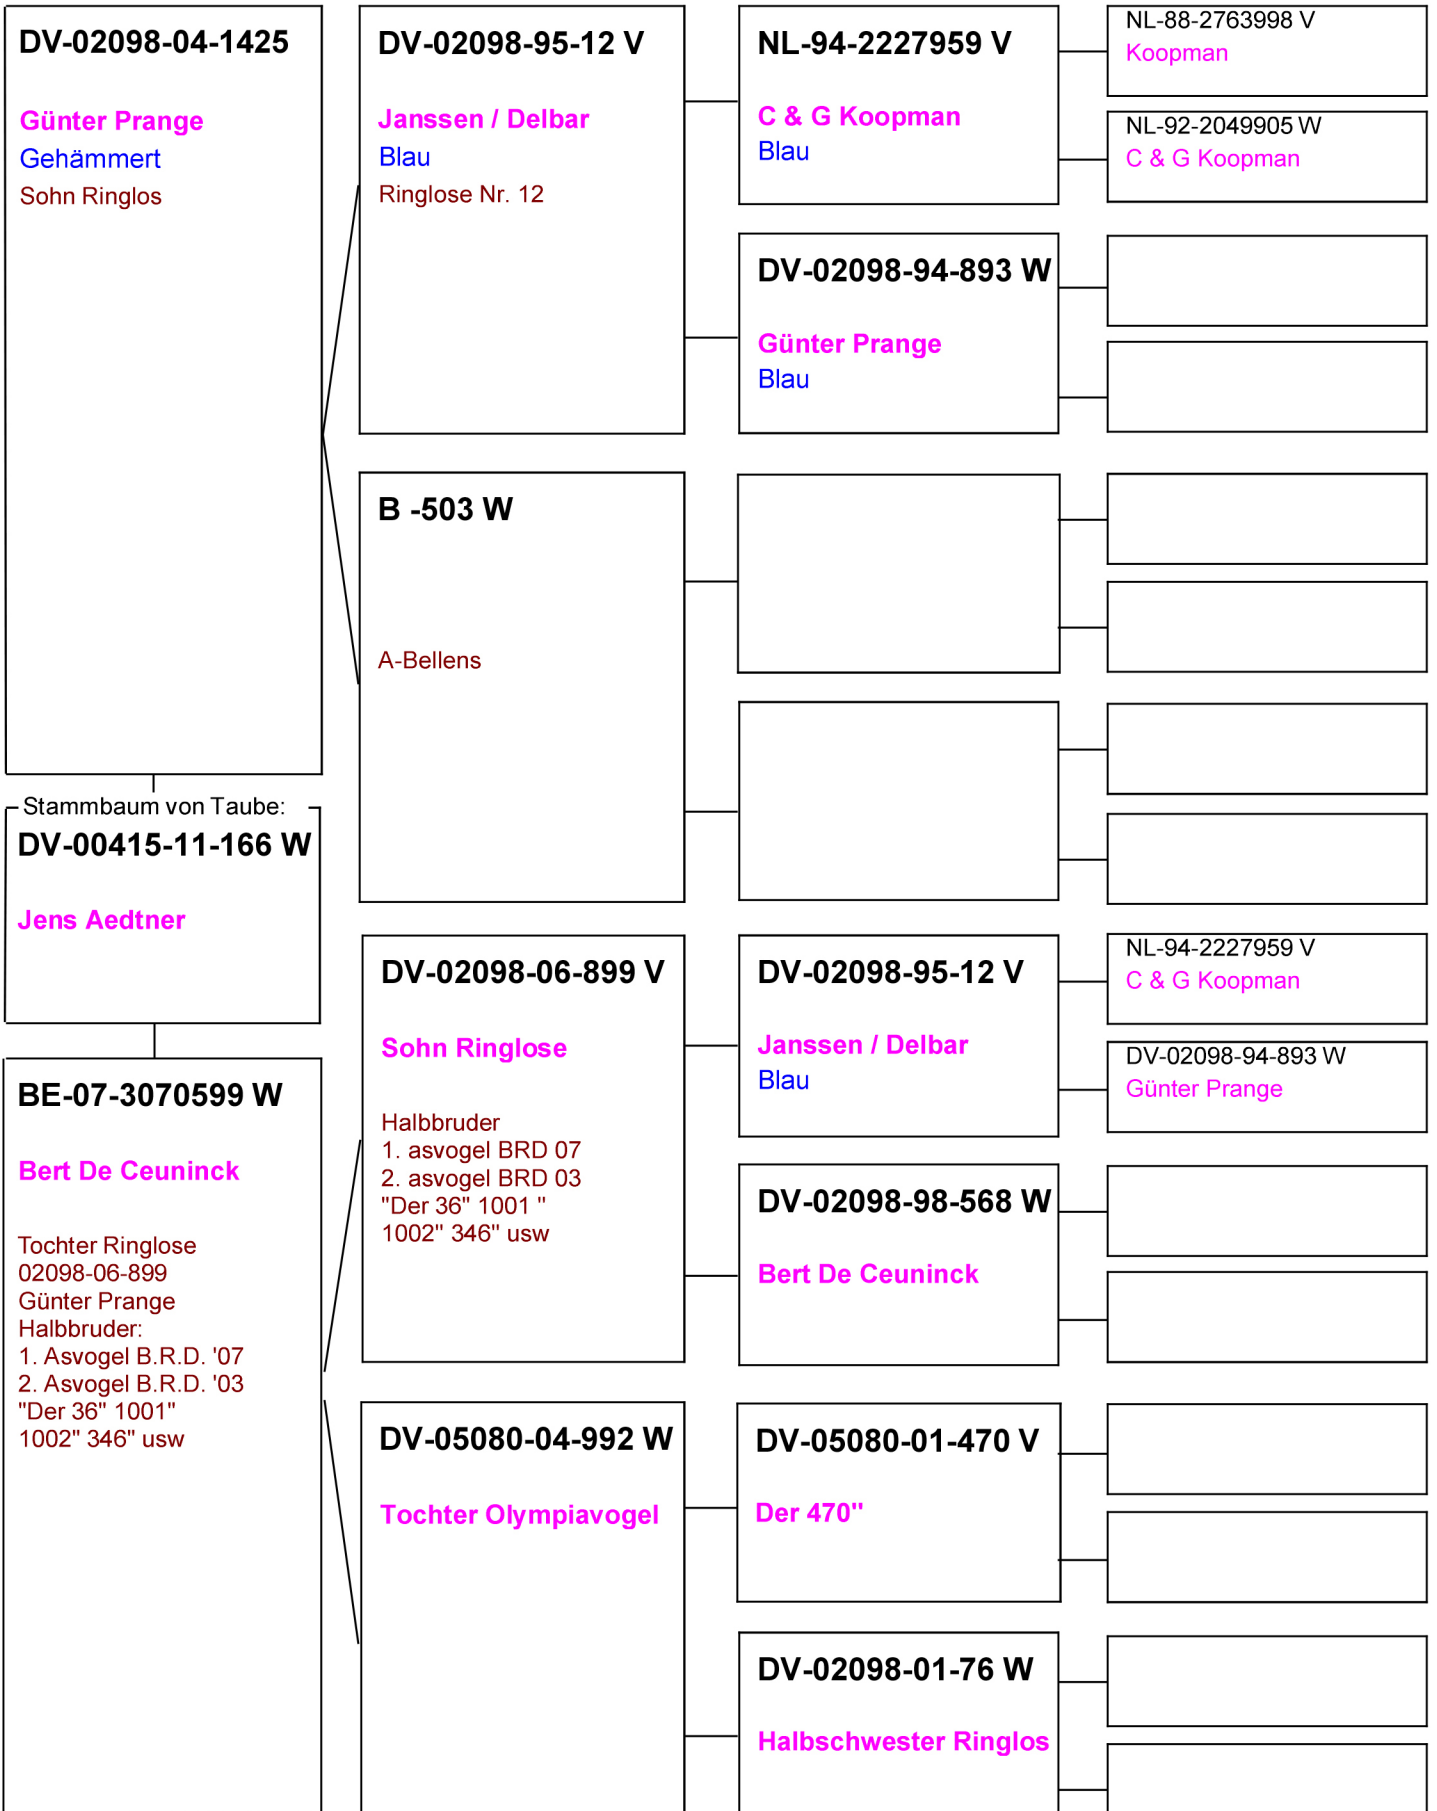 DV-02098-04-1425
Günter Prange
Gehämmert
Sohn Ringlos
Stammbaum von Taube:
DV-00415-11-166 W
Jens Aedtner
BE-07-3070599 W
Bert De Ceuninck
Tochter Ringlose
02098-06-899
Günter Prange
Halbbruder:
1. Asvogel B.R.D. '07
2. Asvogel B.R.D. '03
"Der 36" 1001"
1002" 346" usw
DV-02098-95-12 V
Janssen / Delbar
Blau
Ringlose Nr. 12
B -503 W
A-Bellens
DV-02098-06-899 V
Sohn Ringlose
Halbbruder
1. asvogel BRD 07
2. asvogel BRD 03
"Der 36" 1001 "
1002" 346" usw
DV-05080-04-992 W
Tochter Olympiavogel
NL-94-2227959 V
C & G Koopman
Blau
DV-02098-94-893 W
Günter Prange
Blau
DV-02098-95-12 V
Janssen / Delbar
Blau
DV-02098-98-568 W
Bert De Ceuninck
DV-05080-01-470 V
Der 470"
DV-02098-01-76 W
Halbschwester Ringlos
NL-88-2763998 V
Koopman
NL-92-2049905 W
C & G Koopman
NL-94-2227959 V
C & G Koopman
DV-02098-94-893 W
Günter Prange